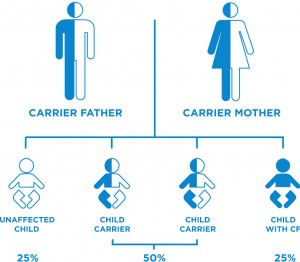 CARRIER FATHER
CARRIER MOTHER
UNAFFECTED
CHILD
CHILD
CARRIER
CHILD
CARRIER
CHILD
WITH CF
25%
50%
25%